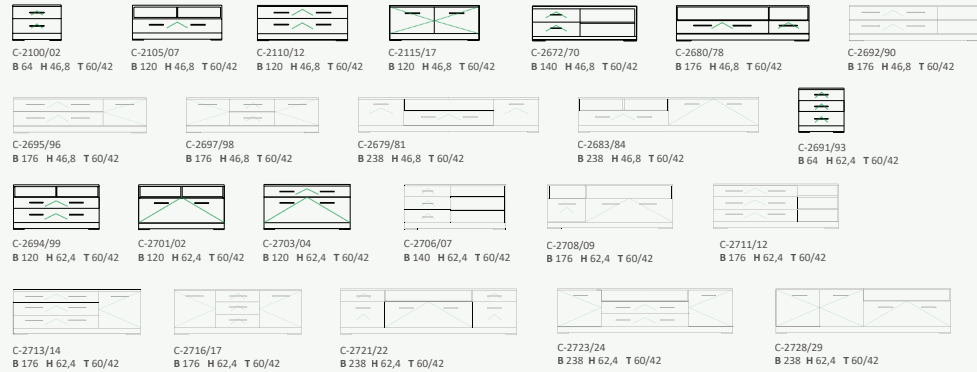 C-2100/02
B 64 H 46,8 T 60/42
C-2105/07
B 120 H 46,8 T 60/42
C-2110/12
B 120 H 46,8 T 60/42
C-2115/17
B 120 H 46,8 T 60/42
C-2672/70
B 140 H 46,8 T 60/42
C-2680/78
B 176 H 46,8 T 60/42
C-2692/90
B 176 H 46,8 T 60/42
C-2695/96
B 176 H 46,8 T 60/42
C-2697/98
B 176 H 46,8 T 60/42
C-2679/81
B 238 H 46,8 T 60/42
C-2683/84
B 238 H 46,8 T 60/42
C-2691/93
B 64 H 62,4 T 60/42
C-2694/99
B 120 H 62,4 T 60/42
C-2701/02
B 120 H 62,4 T 60/42
C-2703/04
B 120 H 62,4 T 60/42
C-2706/07
B 140 H 62,4 T 60/42
C-2708/09
B 176 H 62,4 T 60/42
C-2711/12
B 176 H 62,4 T 60/42
C-2713/14
B 176 H 62,4 T 60/42
C-2716/17
B 176 H 62,4 T 60/42
C-2721/22
B 238 H 62,4 T 60/42
C-2723/24
B 238 H 62,4 T 60/42
C-2728/29
B 238 H 62,4 T 60/42